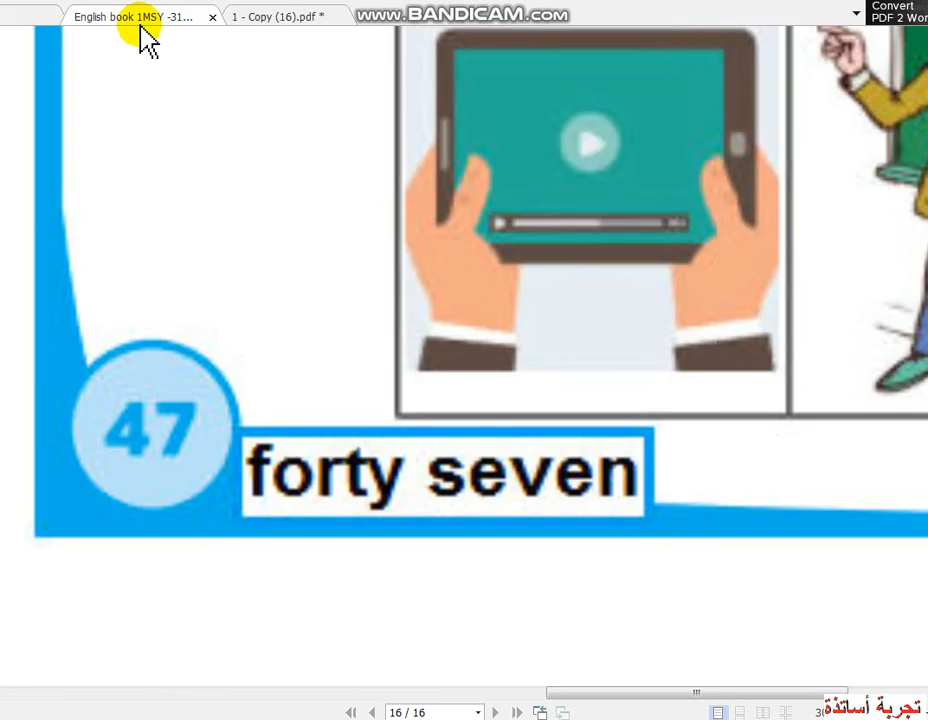 English book 1MSY -31...
1 - Copy (16).pdf *
WWW.BANDICAM.COM
Convert
PDF 2 Wor
47
forty seven
16 / 16
تجربة أساتذة